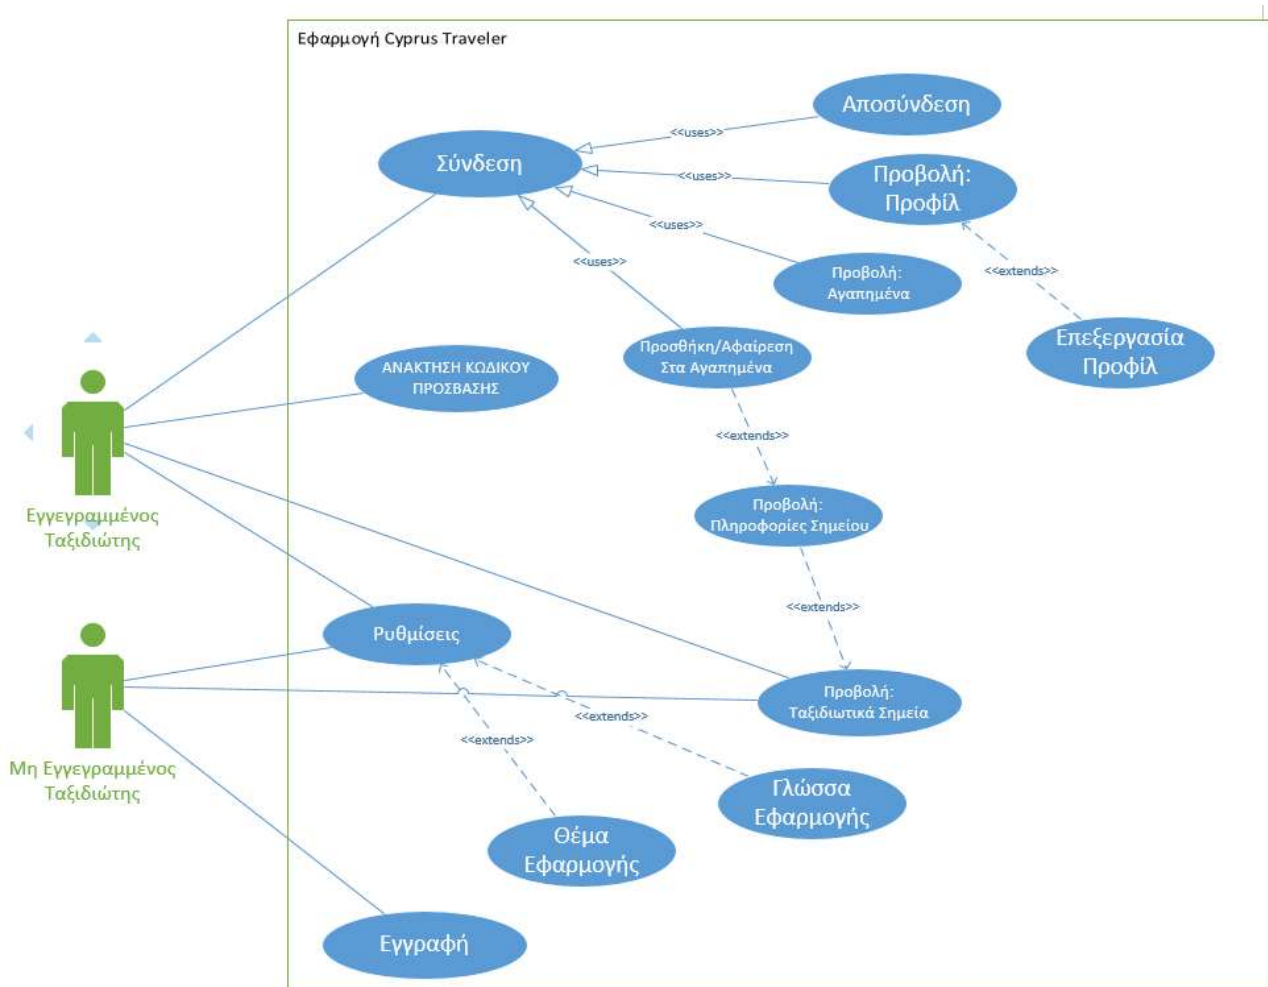 Εφαρμογή Cyprus Traveler
Αποσύνδεση
<<uses>>
Σύνδεση
<<uses>>
Προβολή:
Προφίλ
<<uses>>
<<uses>>
Προβολή:
Αγαπημένα
<<extends>>
Προσθήκη/Αφαίρεση
Στα Αγαπημένα
Επεξεργασία
Προφίλ
ΑΝΑΚΤΗΣΗ ΚΩΔΙΚΟΥ
ΠΡΟΣΒΑΣΗΣ
<<extends>>
Εγγεγραμμένος
Ταξιδιώτης
Προβολή:
Πληροφορίες Σημείου
<<extends>>
Ρυθμίσεις
Προβολή:
Ταξιδιωτικά Σημεία
<<extends>>
<<extends>>
Μη Εγγεγραμμένος
Ταξιδιώτης
Γλώσσα
Εφαρμογής
Θέμα
Εφαρμογής
Εγγραφή